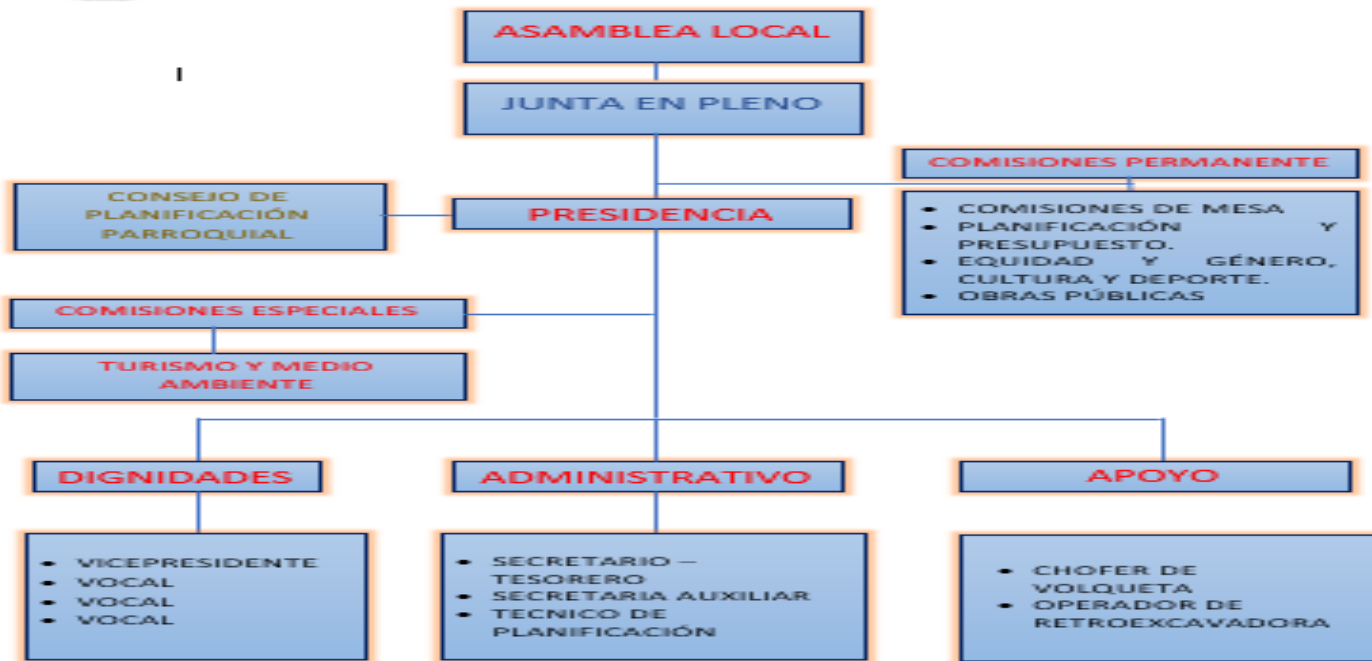 ASAMBLEA LOCAL
JUNTA EN PLENO
COMISIONES PERMANENTE
• COMISIONES DE MESA
• PLANIFICACIÓN Y
PRESUPUESTO.
• EQUIDAD Y GÉNERO,
CULTURA Y DEPORTE.
• OBRAS PÚBLICAS
CONSEJO DE
PLANIFICACIÓN
PARROQUIAL
PRESIDENCIA
COMISIONES ESPECIALES
TURISMO Y MEDIO
AMBIENTE
DIGNIDADES
ADMINISTRATIVO
APOYO
• VICEPRESIDENTE
• VOCAL
• VOCAL
• VOCAL
• SECRETARIO –
TESORERO
• SECRETARIA AUXILIAR
• TECNICO DE
PLANIFICACIÓN
• CHOFER DE
VOLQUETA
• OPERADOR DE
RETROEXCAVADORA